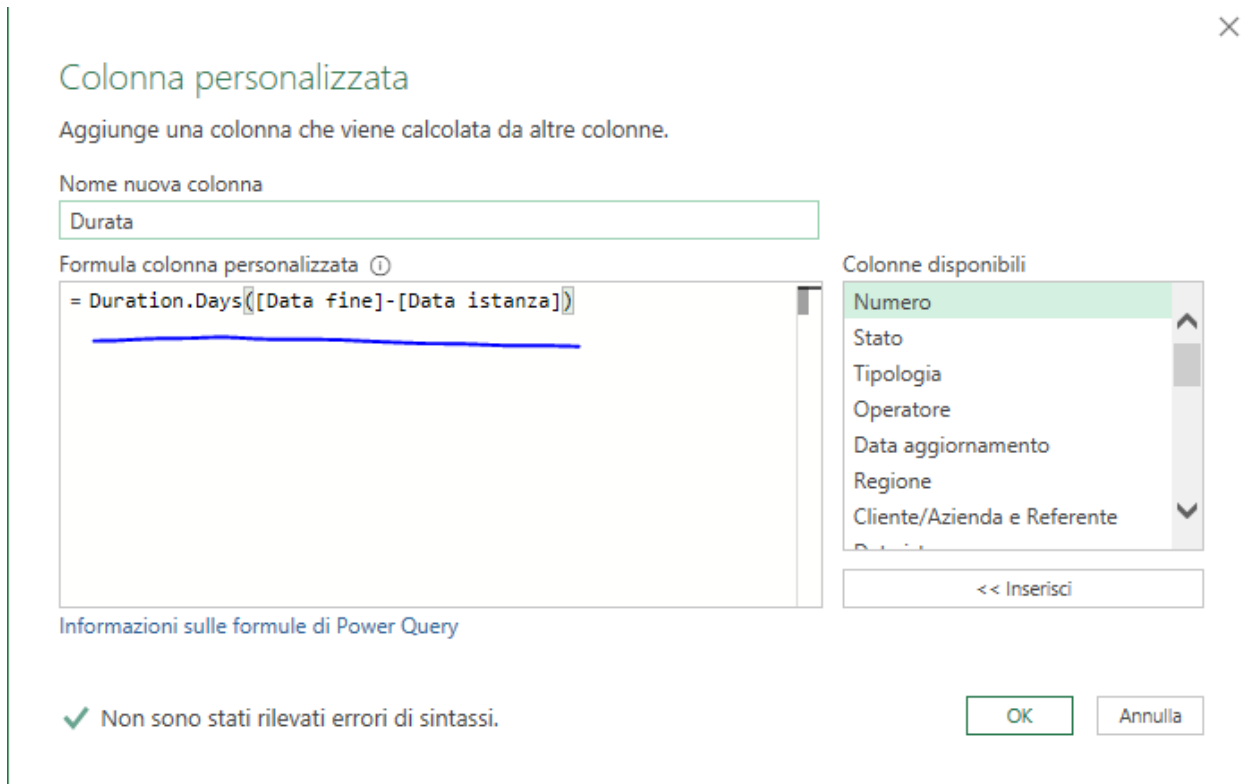 Colonna personalizzata
Aggiunge una colonna che viene calcolata da altre colonne.
Nome nuova colonna
Durata
Formula colonna personalizzata
= Duration.Days([Data fine]-[Data istanza])
Colonne disponibili
Numero
Stato
Tipologia
Operatore
Data aggiornamento
Regione
Cliente/Azienda e Referente
<< Inserisci
Informazioni sulle formule di Power Query
Non sono stati rilevati errori di sintassi.
OK
Annulla